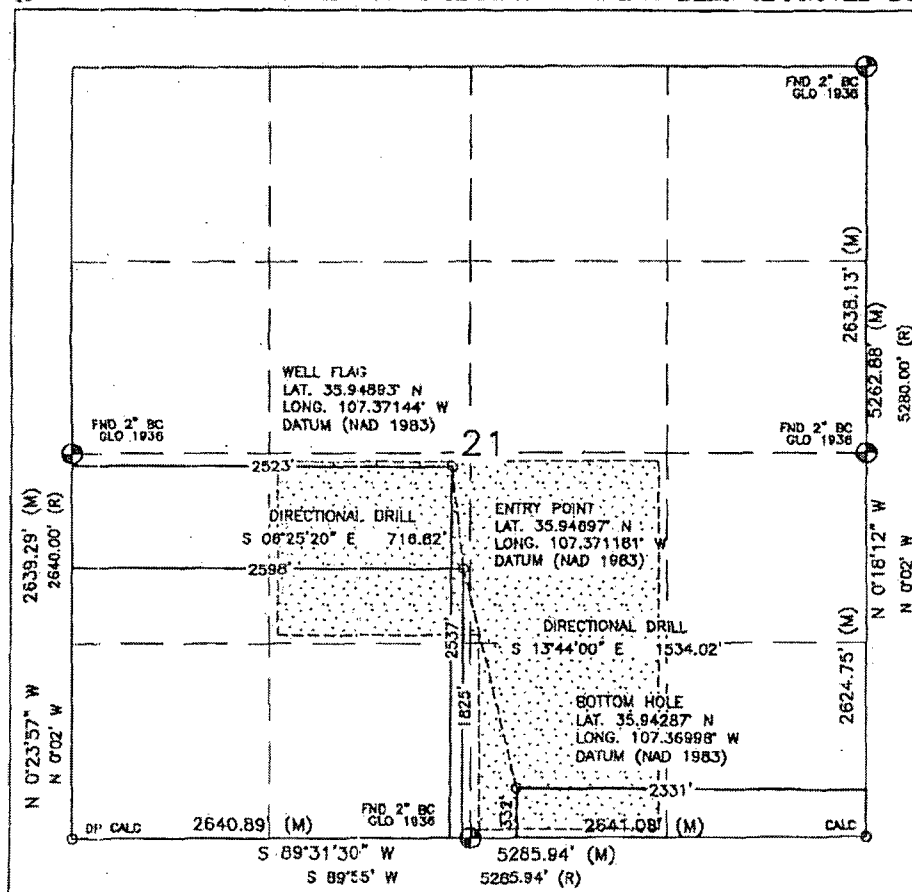 FND 2" BC
GLO 1936
2638.13' (M)
5262.88' (M)
5280.00' (R)
WELL FLAG
LAT. 35.94893° N
LONG. 107.37144° W
DATUM (NAD 1983)
FND 2" BC
GLO 1936
21
FND 2" BC
GLO 1936
2523'
DIRECTIONAL DRILL
S 06°25'20" E 716.62'
ENTRY POINT
LAT. 35.94697° N
LONG. 107.371161° W
DATUM (NAD 1983)
2598'
2639.29' (M)
2640.00' (R)
N 0°18'12" W
N 0°02' W
2537'
1825'
DIRECTIONAL DRILL
S 13°44'00" E 1534.02'
2624.75' (M)
BOTTOM HOLE
LAT. 35.94287° N
LONG. 107.36998° W
DATUM (NAD 1983)
N 0°23'57" W
N 0°02' W
2331'
332'
FND 2" BC
GLO 1936
DP CALC
2640.89' (M)
2641.08' (M)
CALC
S 89°31'30" W
5285.94' (M)
S 89°55' W
5285.94' (R)